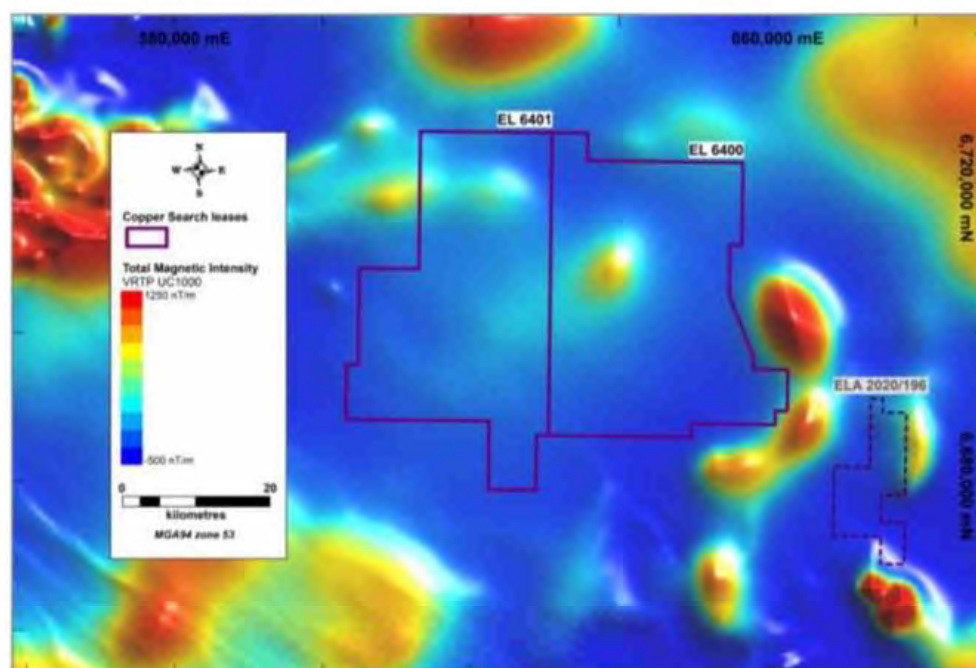 580,000 mE
660,000 mE
EL 6401
EL 6400
6,720,000 mN
N
W E
S
Copper Search leases
Total Magnetic Intensity
VRTP UC1000
1250 nT/m
-500 nT/m
0 20
kilometres
MGA94 zone 53
ELA 2020/196
6,680,000 mN